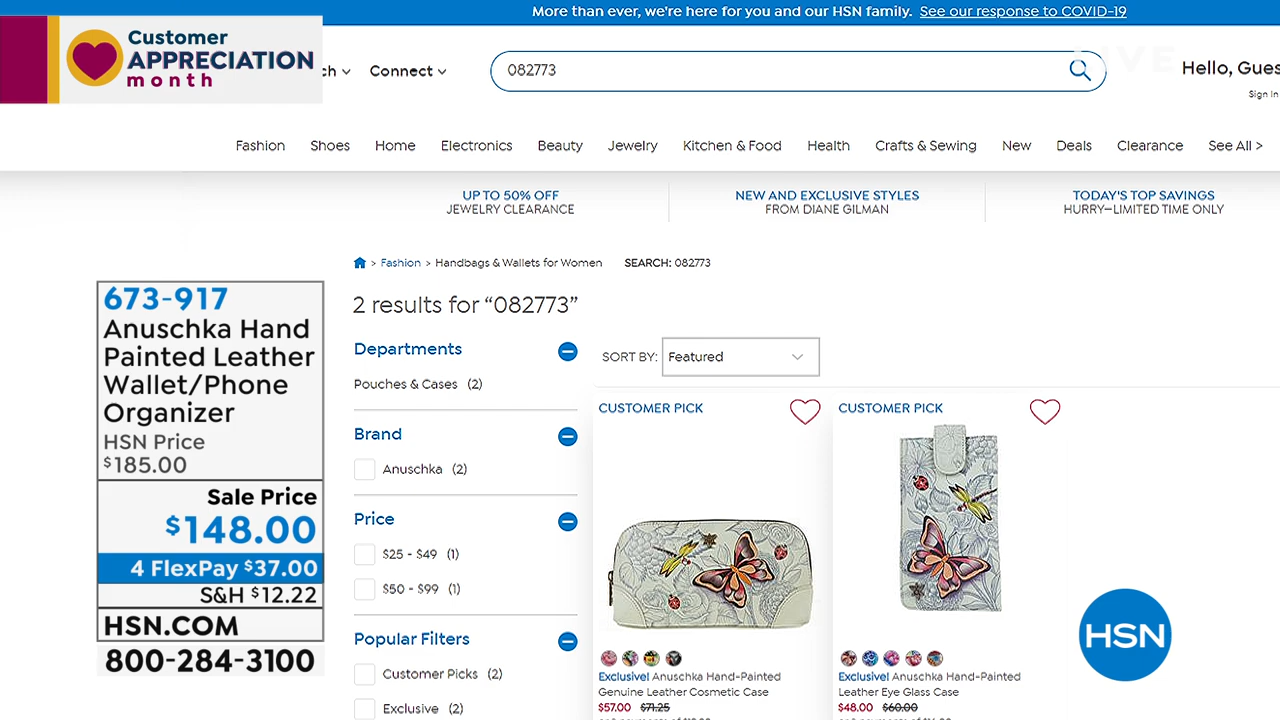 More than ever, we're here for you and our HSN family. See our response to COVID-19
Customer
APPRECIATION
month
ch
Connect
082773
LIVE
Hello, Gues
Sign In
Fashion
Shoes
Home
Electronics
Beauty
Jewelry
Kitchen & Food
Health
Crafts & Sewing
New
Deals
Clearance
See All >
UP TO 50% OFF
JEWELRY CLEARANCE
NEW AND EXCLUSIVE STYLES
FROM DIANE GILMAN
TODAY'S TOP SAVINGS
HURRY—LIMITED TIME ONLY
> Fashion > Handbags & Wallets for Women
SEARCH: 082773
2 results for “082773”
673-917
Anuschka Hand
Painted Leather
Wallet/Phone
Organizer
HSN Price
$185.00
Sale Price
$148.00
4 FlexPay $37.00
S&H $12.22
HSN.COM
800-284-3100
Departments
Pouches & Cases (2)
Brand
Anuschka (2)
Price
$25 - $49 (1)
$50 - $99 (1)
Popular Filters
Customer Picks (2)
Exclusive (2)
SORT BY:
Featured
CUSTOMER PICK
Exclusive! Anuschka Hand-Painted
Genuine Leather Cosmetic Case
$57.00 $71.25
CUSTOMER PICK
Exclusive! Anuschka Hand-Painted
Leather Eye Glass Case
$48.00 $60.00
HSN